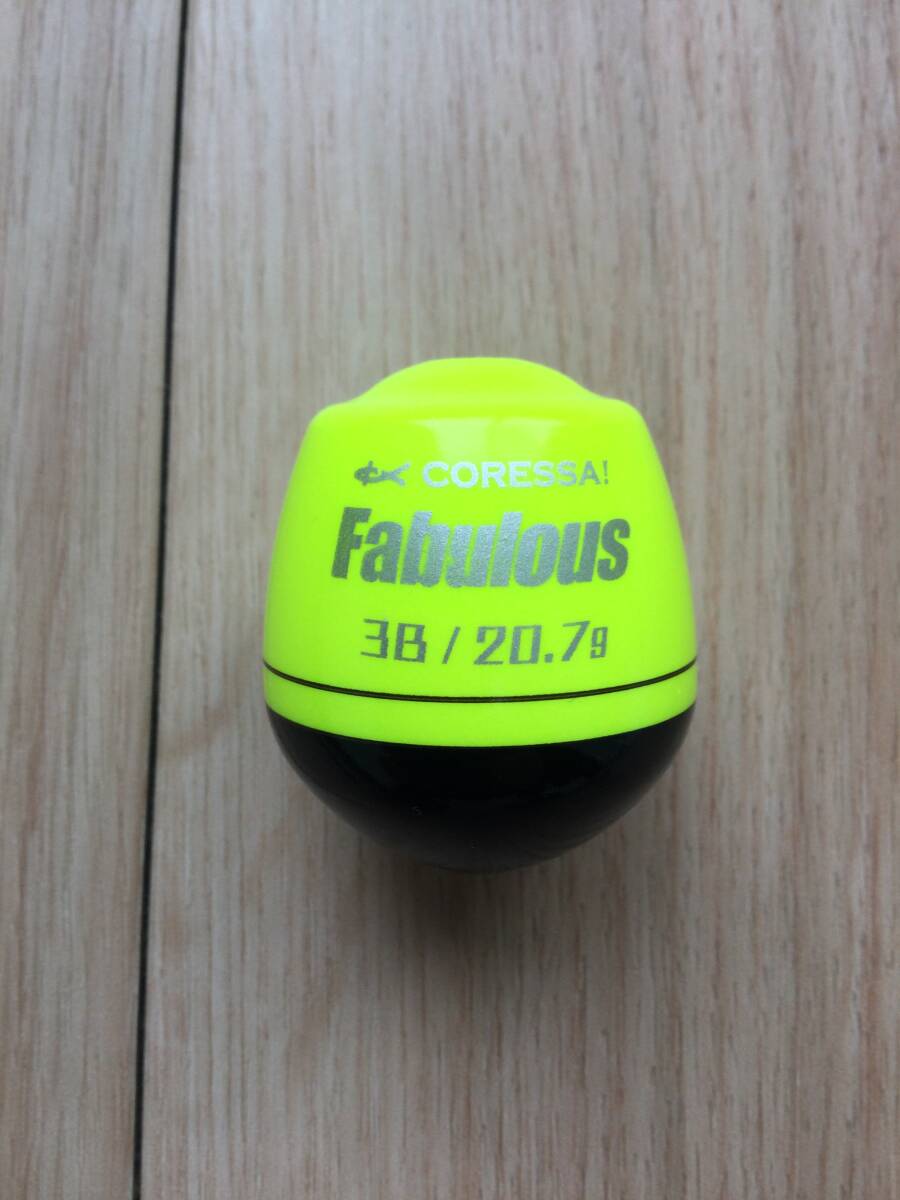 CORESSA!
Fabulous
3B / 20.7g